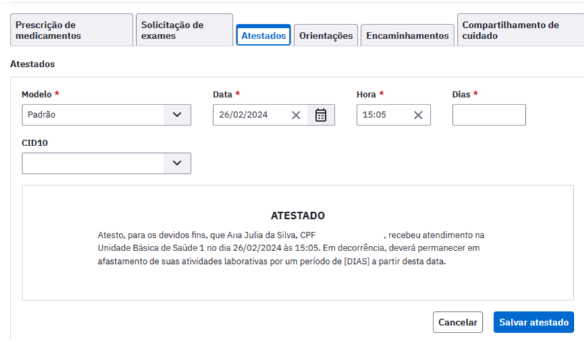 Prescrição de medicamentos
Solicitação de exames
Atestados
Orientações
Encaminhamentos
Compartilhamento de cuidado
Atestados
Modelo *
Data *
Hora *
Dias *
Padrão
26/02/2024
15:05
CID10
ATESTADO
Atesto, para os devidos fins, que Ana Julia da Silva, CPF , recebeu atendimento na
Unidade Básica de Saúde 1 no dia 26/02/2024 às 15:05. Em decorrência, deverá permanecer em
afastamento de suas atividades laborativas por um período de [DIAS] a partir desta data.
Cancelar
Salvar atestado